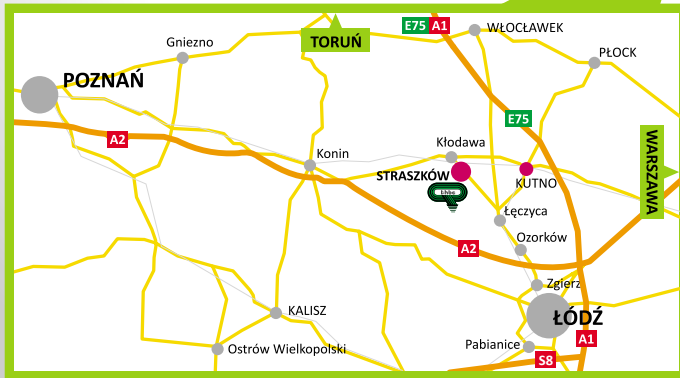 E75 A1
WŁOCŁAWEK
TORUŃ
Gniezno
PŁOCK
POZNAŃ
E75
A2
Kłodawa
WARSZAWA
Konin
STRASZKÓW
KUTNO
Łęczyca
Ozorków
A2
Zgierz
KALISZ
ŁÓDŹ
A1
Pabianice
Ostrów Wielkopolski
S8